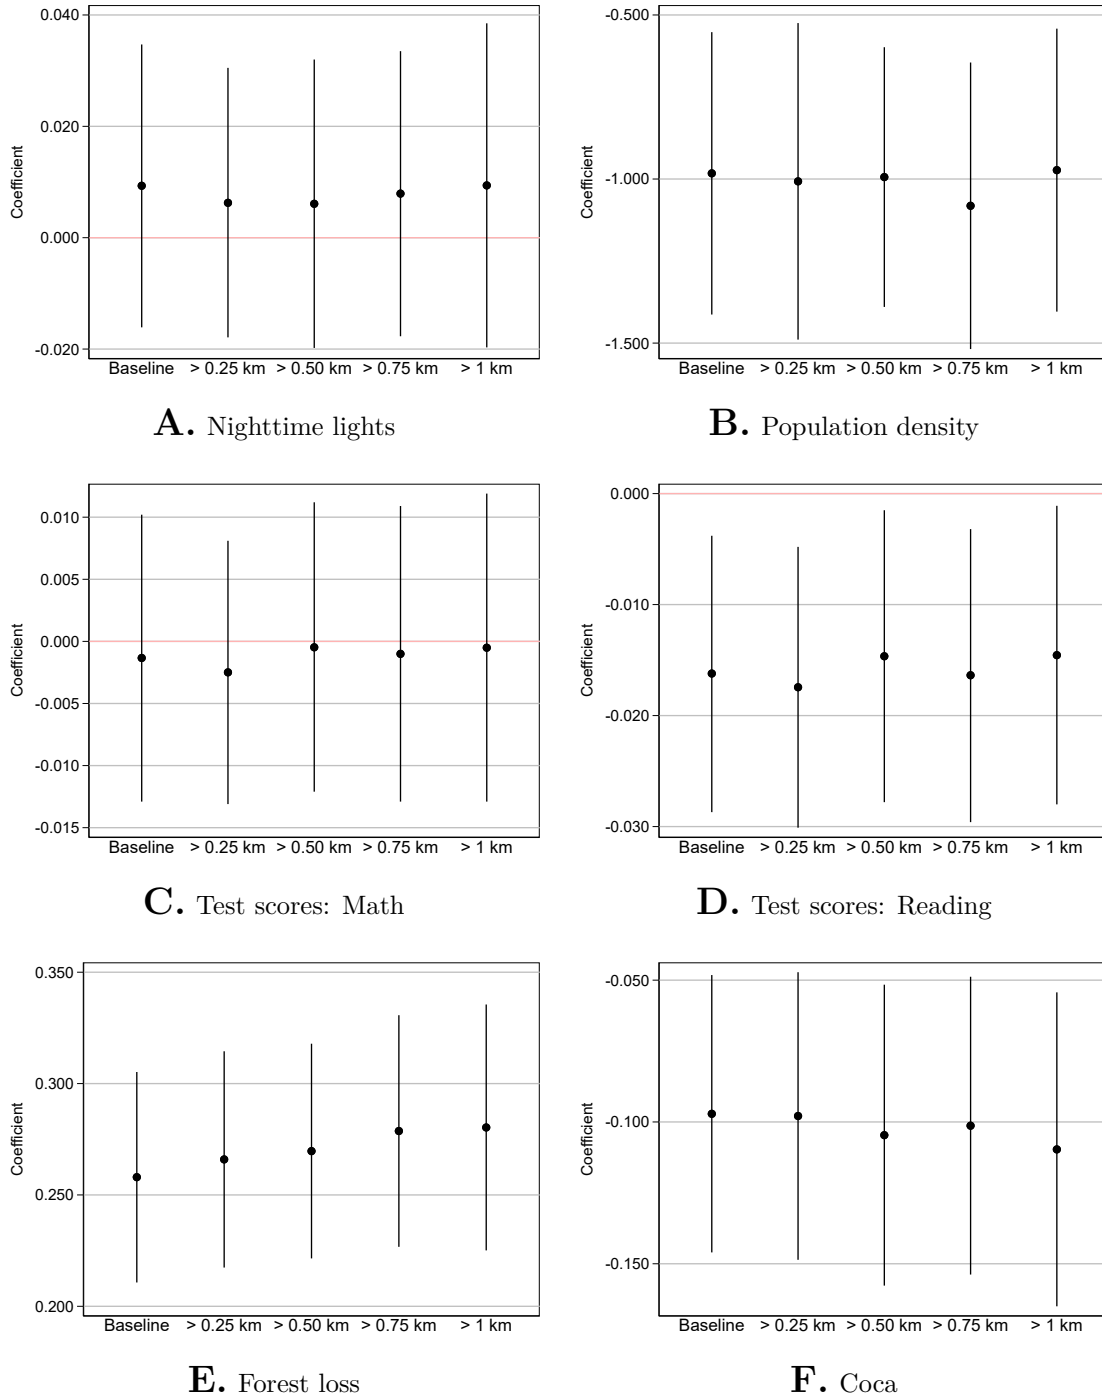 0.040
0.020
0.000
-0.020
Coefficient
Baseline > 0.25 km > 0.50 km > 0.75 km > 1 km
A. Nighttime lights
-0.500
-1.000
-1.500
Coefficient
Baseline > 0.25 km > 0.50 km > 0.75 km > 1 km
B. Population density
0.010
0.005
0.000
-0.005
-0.010
-0.015
Coefficient
Baseline > 0.25 km > 0.50 km > 0.75 km > 1 km
C. Test scores: Math
0.000
-0.010
-0.020
-0.030
Coefficient
Baseline > 0.25 km > 0.50 km > 0.75 km > 1 km
D. Test scores: Reading
0.350
0.300
0.250
0.200
Coefficient
Baseline > 0.25 km > 0.50 km > 0.75 km > 1 km
E. Forest loss
-0.050
-0.100
-0.150
Coefficient
Baseline > 0.25 km > 0.50 km > 0.75 km > 1 km
F. Coca